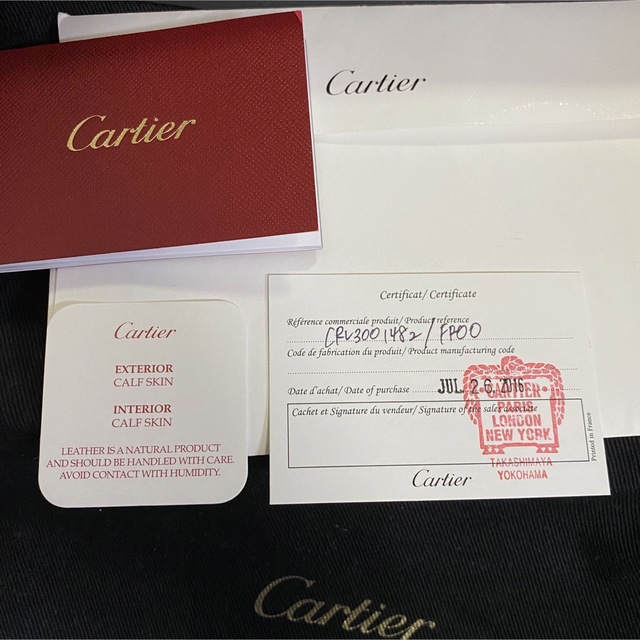 Cartier
Cartier
Cartier
EXTERIOR
CALF SKIN
INTERIOR
CALF SKIN
LEATHER IS A NATURAL PRODUCT
AND SHOULD BE HANDLED WITH CARE.
AVOID CONTACT WITH HUMIDITY.
Certificat/ Certificate
Référence commerciale produit/ Product reference
CRL3001482/FP00
Code de fabrication du produit/ Product manufacturing code
Date d'achat/ Date of purchase JUL 26. 2016
Cachet et Signature du vendeur/ Signature of the sales associate
CARTIER
PARIS
LONDON
NEW YORK
TAKASHIMAYA
YOKOHAMA
Cartier
Printed in France
Cartier